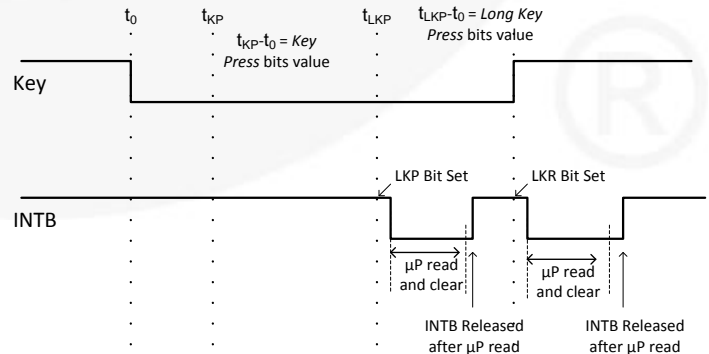 t0 tKP tLKP tLKP-t0 = Long Key
Press bits value
tKP-t0 = Key
Press bits value
Key
LKP Bit Set
LKR Bit Set
INTB
µP read
and clear
µP read
and clear
INTB Released
after µP read
INTB Released
after µP read
®